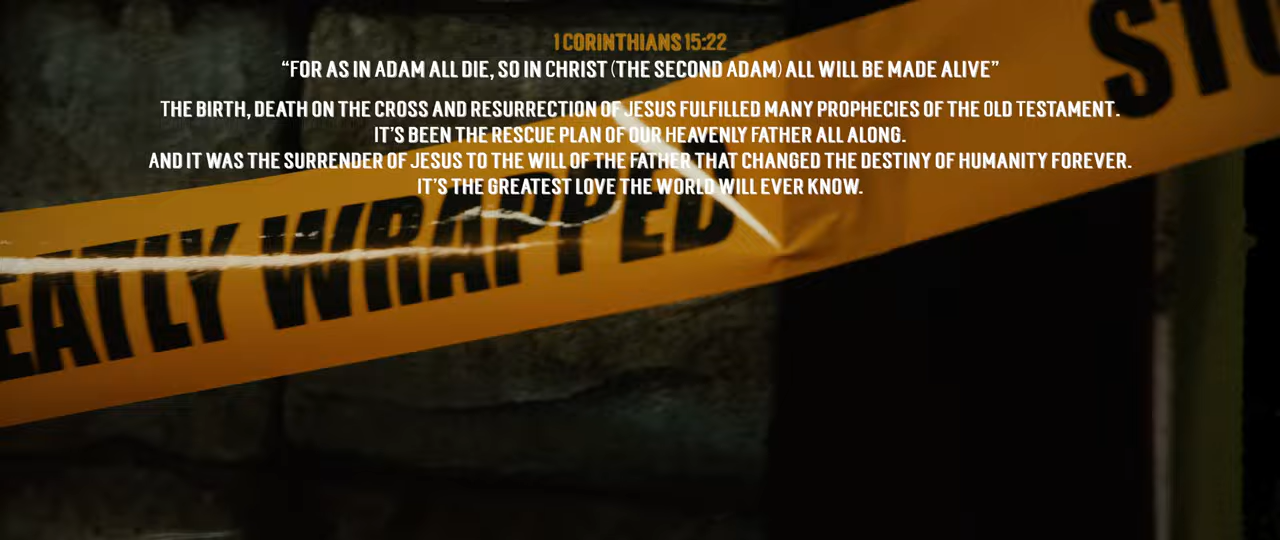 1 CORINTHIANS 15:22
“FOR AS IN ADAM ALL DIE, SO IN CHRIST (THE SECOND ADAM) ALL WILL BE MADE ALIVE”
THE BIRTH, DEATH ON THE CROSS AND RESURRECTION OF JESUS FULFILLED MANY PROPHECIES OF THE OLD TESTAMENT.
IT’S BEEN THE RESCUE PLAN OF OUR HEAVENLY FATHER ALL ALONG.
AND IT WAS THE SURRENDER OF JESUS TO THE WILL OF THE FATHER THAT CHANGED THE DESTINY OF HUMANITY FOREVER.
IT’S THE GREATEST LOVE THE WORLD WILL EVER KNOW.
EATLY WRAPPED